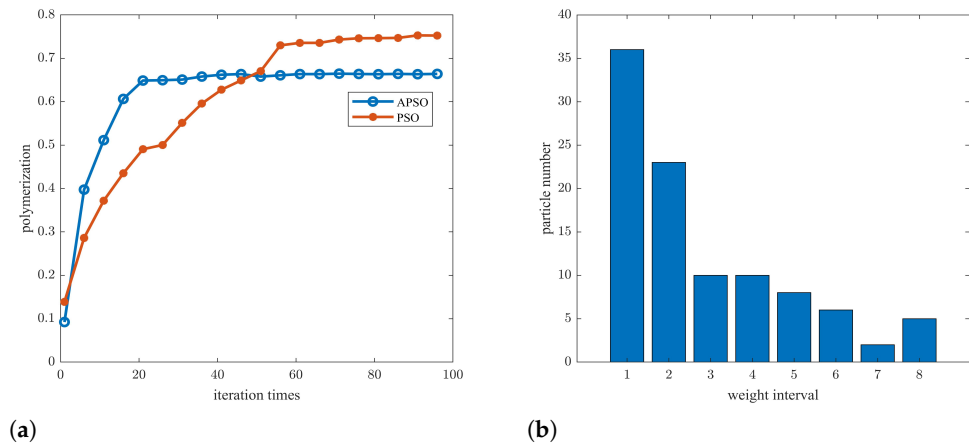 0.8
0.7
0.6
0.5
0.4
0.3
0.2
0.1
0
polymerization
APSO
PSO
0 20 40 60 80 100
iteration times
(a)
40
35
30
25
20
15
10
5
0
particle number
1 2 3 4 5 6 7 8
weight interval
(b)